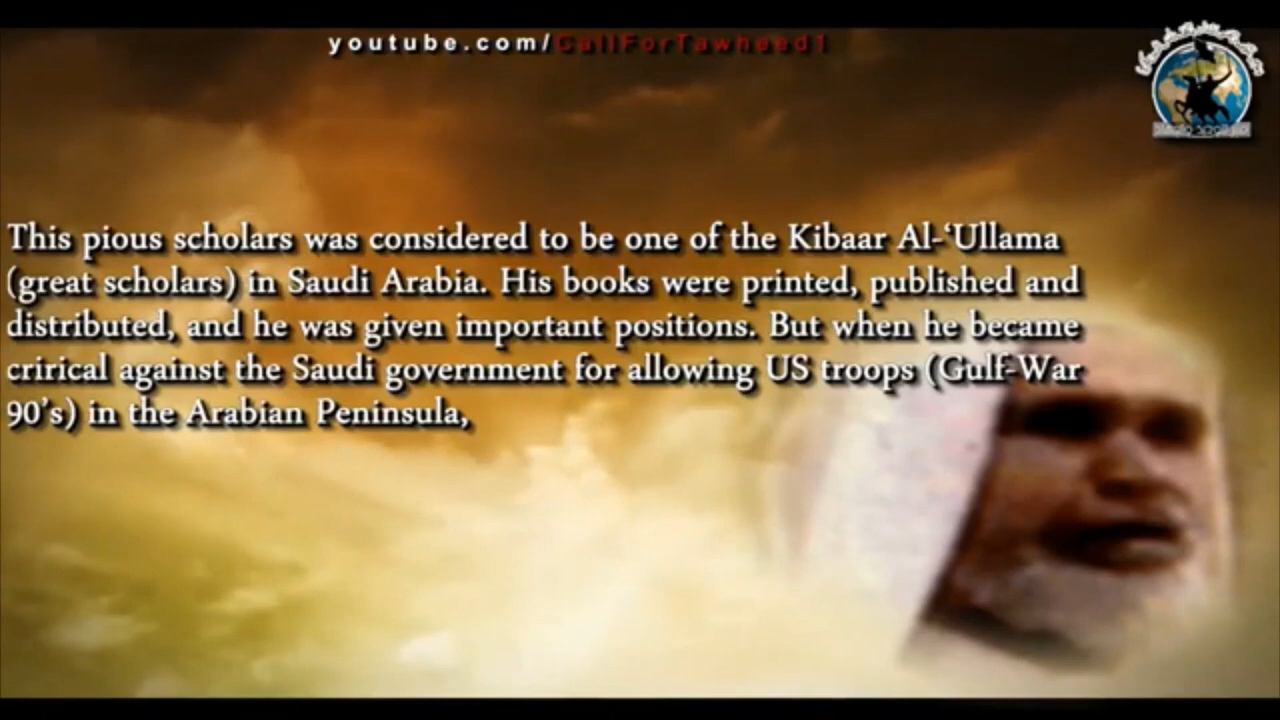 youtube.com/CallForTawheed1
This pious scholars was considered to be one of the Kibaar Al-‘Ullama
(great scholars) in Saudi Arabia. His books were printed, published and
distributed, and he was given important positions. But when he became
crirical against the Saudi government for allowing US troops (Gulf-War
90’s) in the Arabian Peninsula,